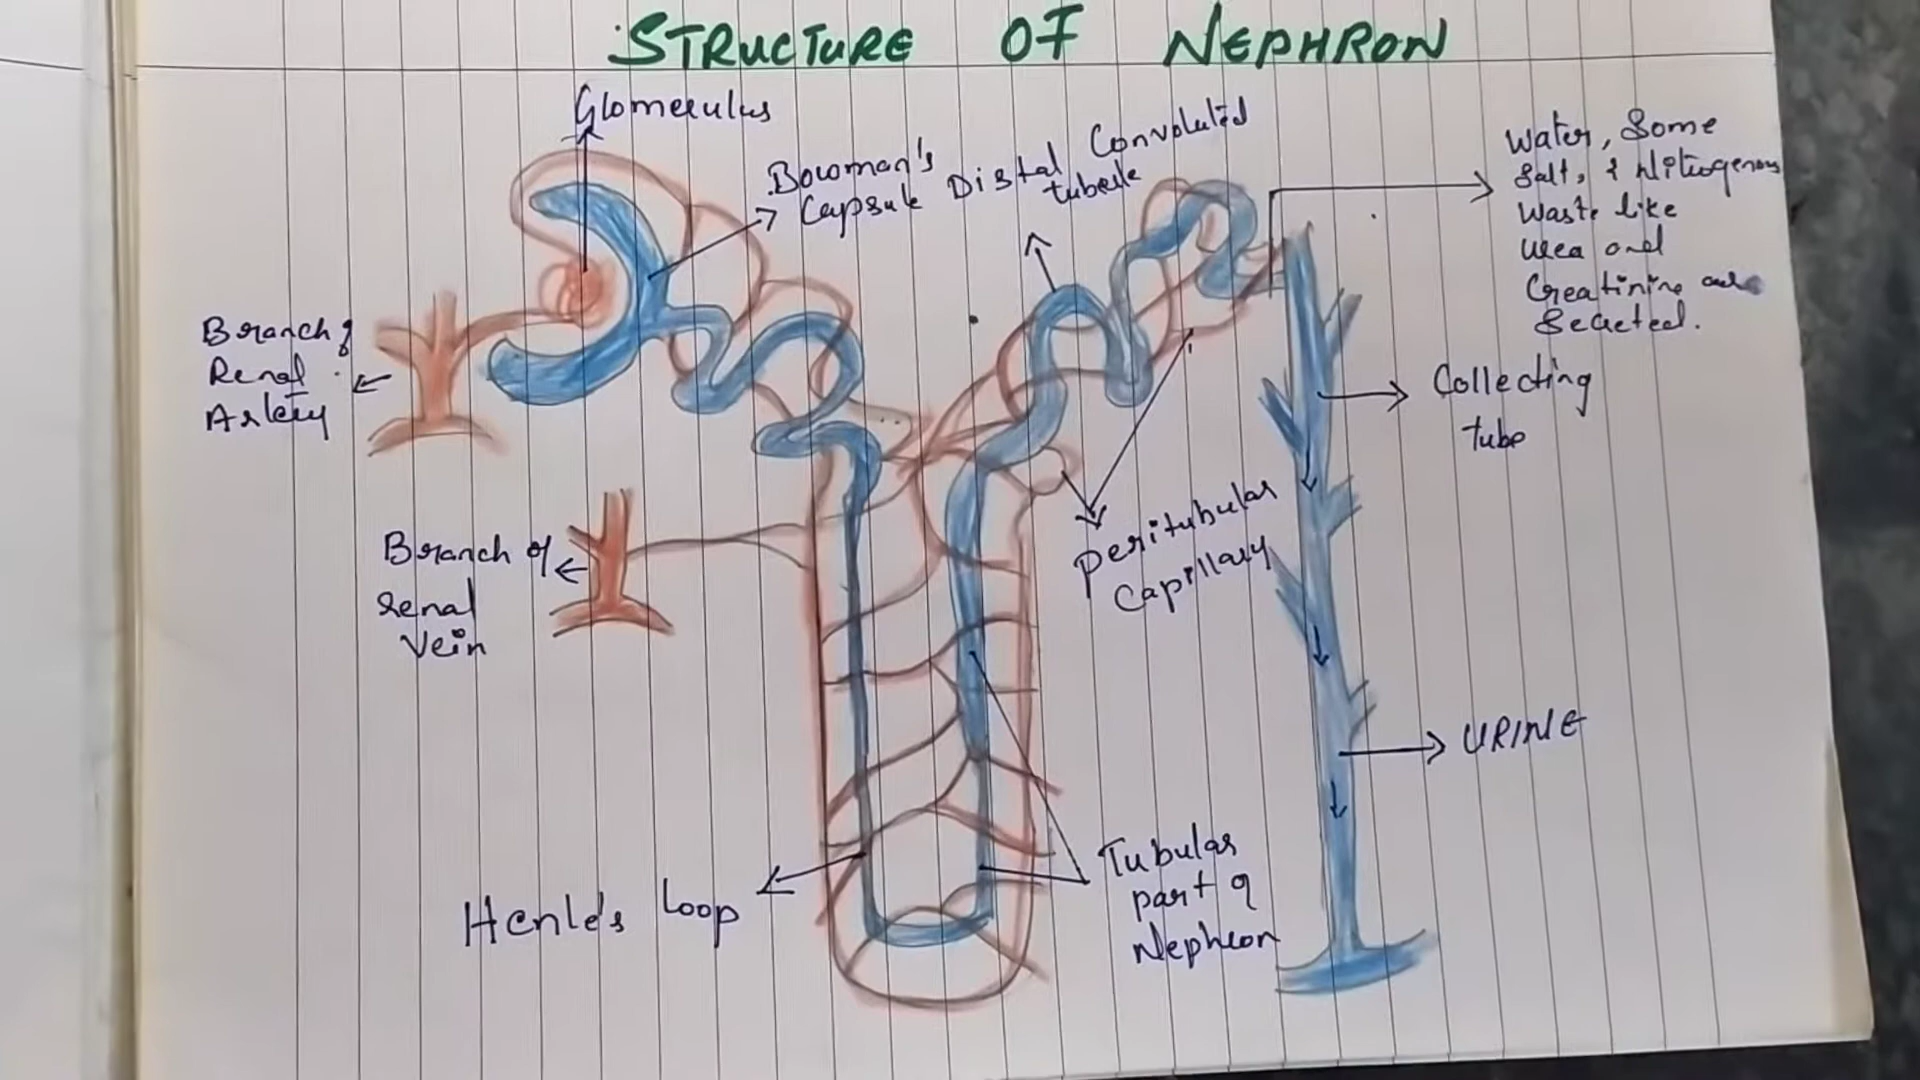 STRUCTURE OF NEPHRON
Glomerulus
Bowman's
Capsule
Distal Convoluted
tubule
Water, Some
Salt, & Nitrogenous
Waste like
Urea and
Creatinine are
Secreted.
Branch of
Renal
Artery
Collecting
tube
Peritubular
Capillary
Branch of
renal
Vein
URINE
Tubular
part of
Nephron
Henle's Loop